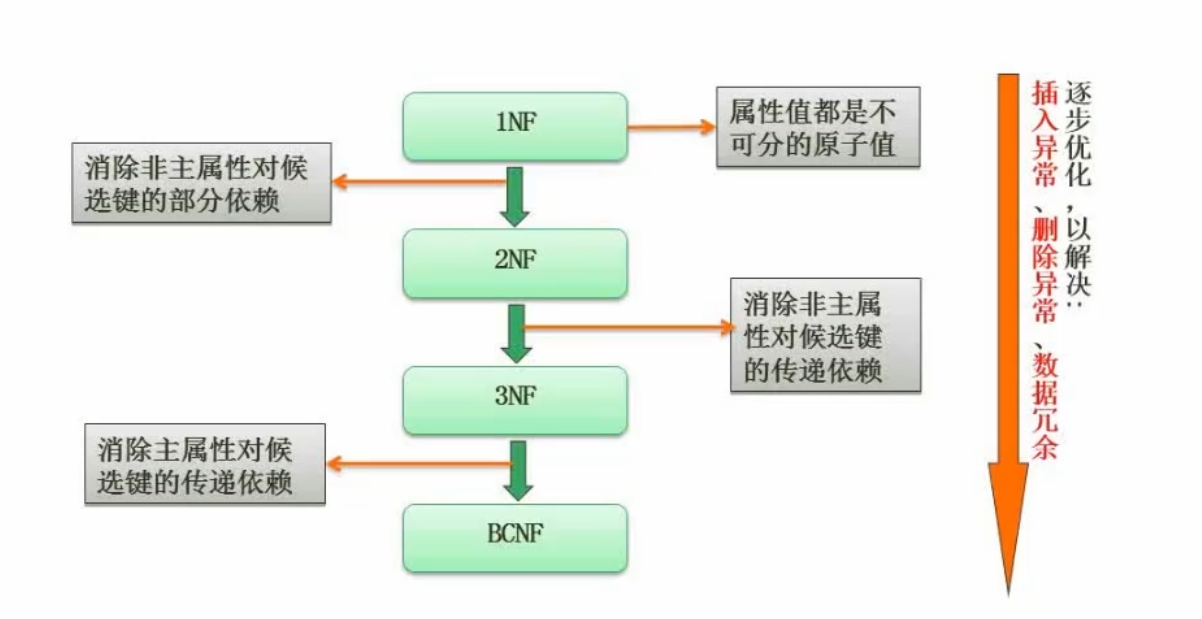 1NF
属性值都是不
可分的原子值
消除非主属性对候
选键的部分依赖
2NF
消除非主属
性对候选键
的传递依赖
3NF
消除主属性对候
选键的传递依赖
BCNF
逐步优化,以解决:
插入异常、删除异常、数据冗余